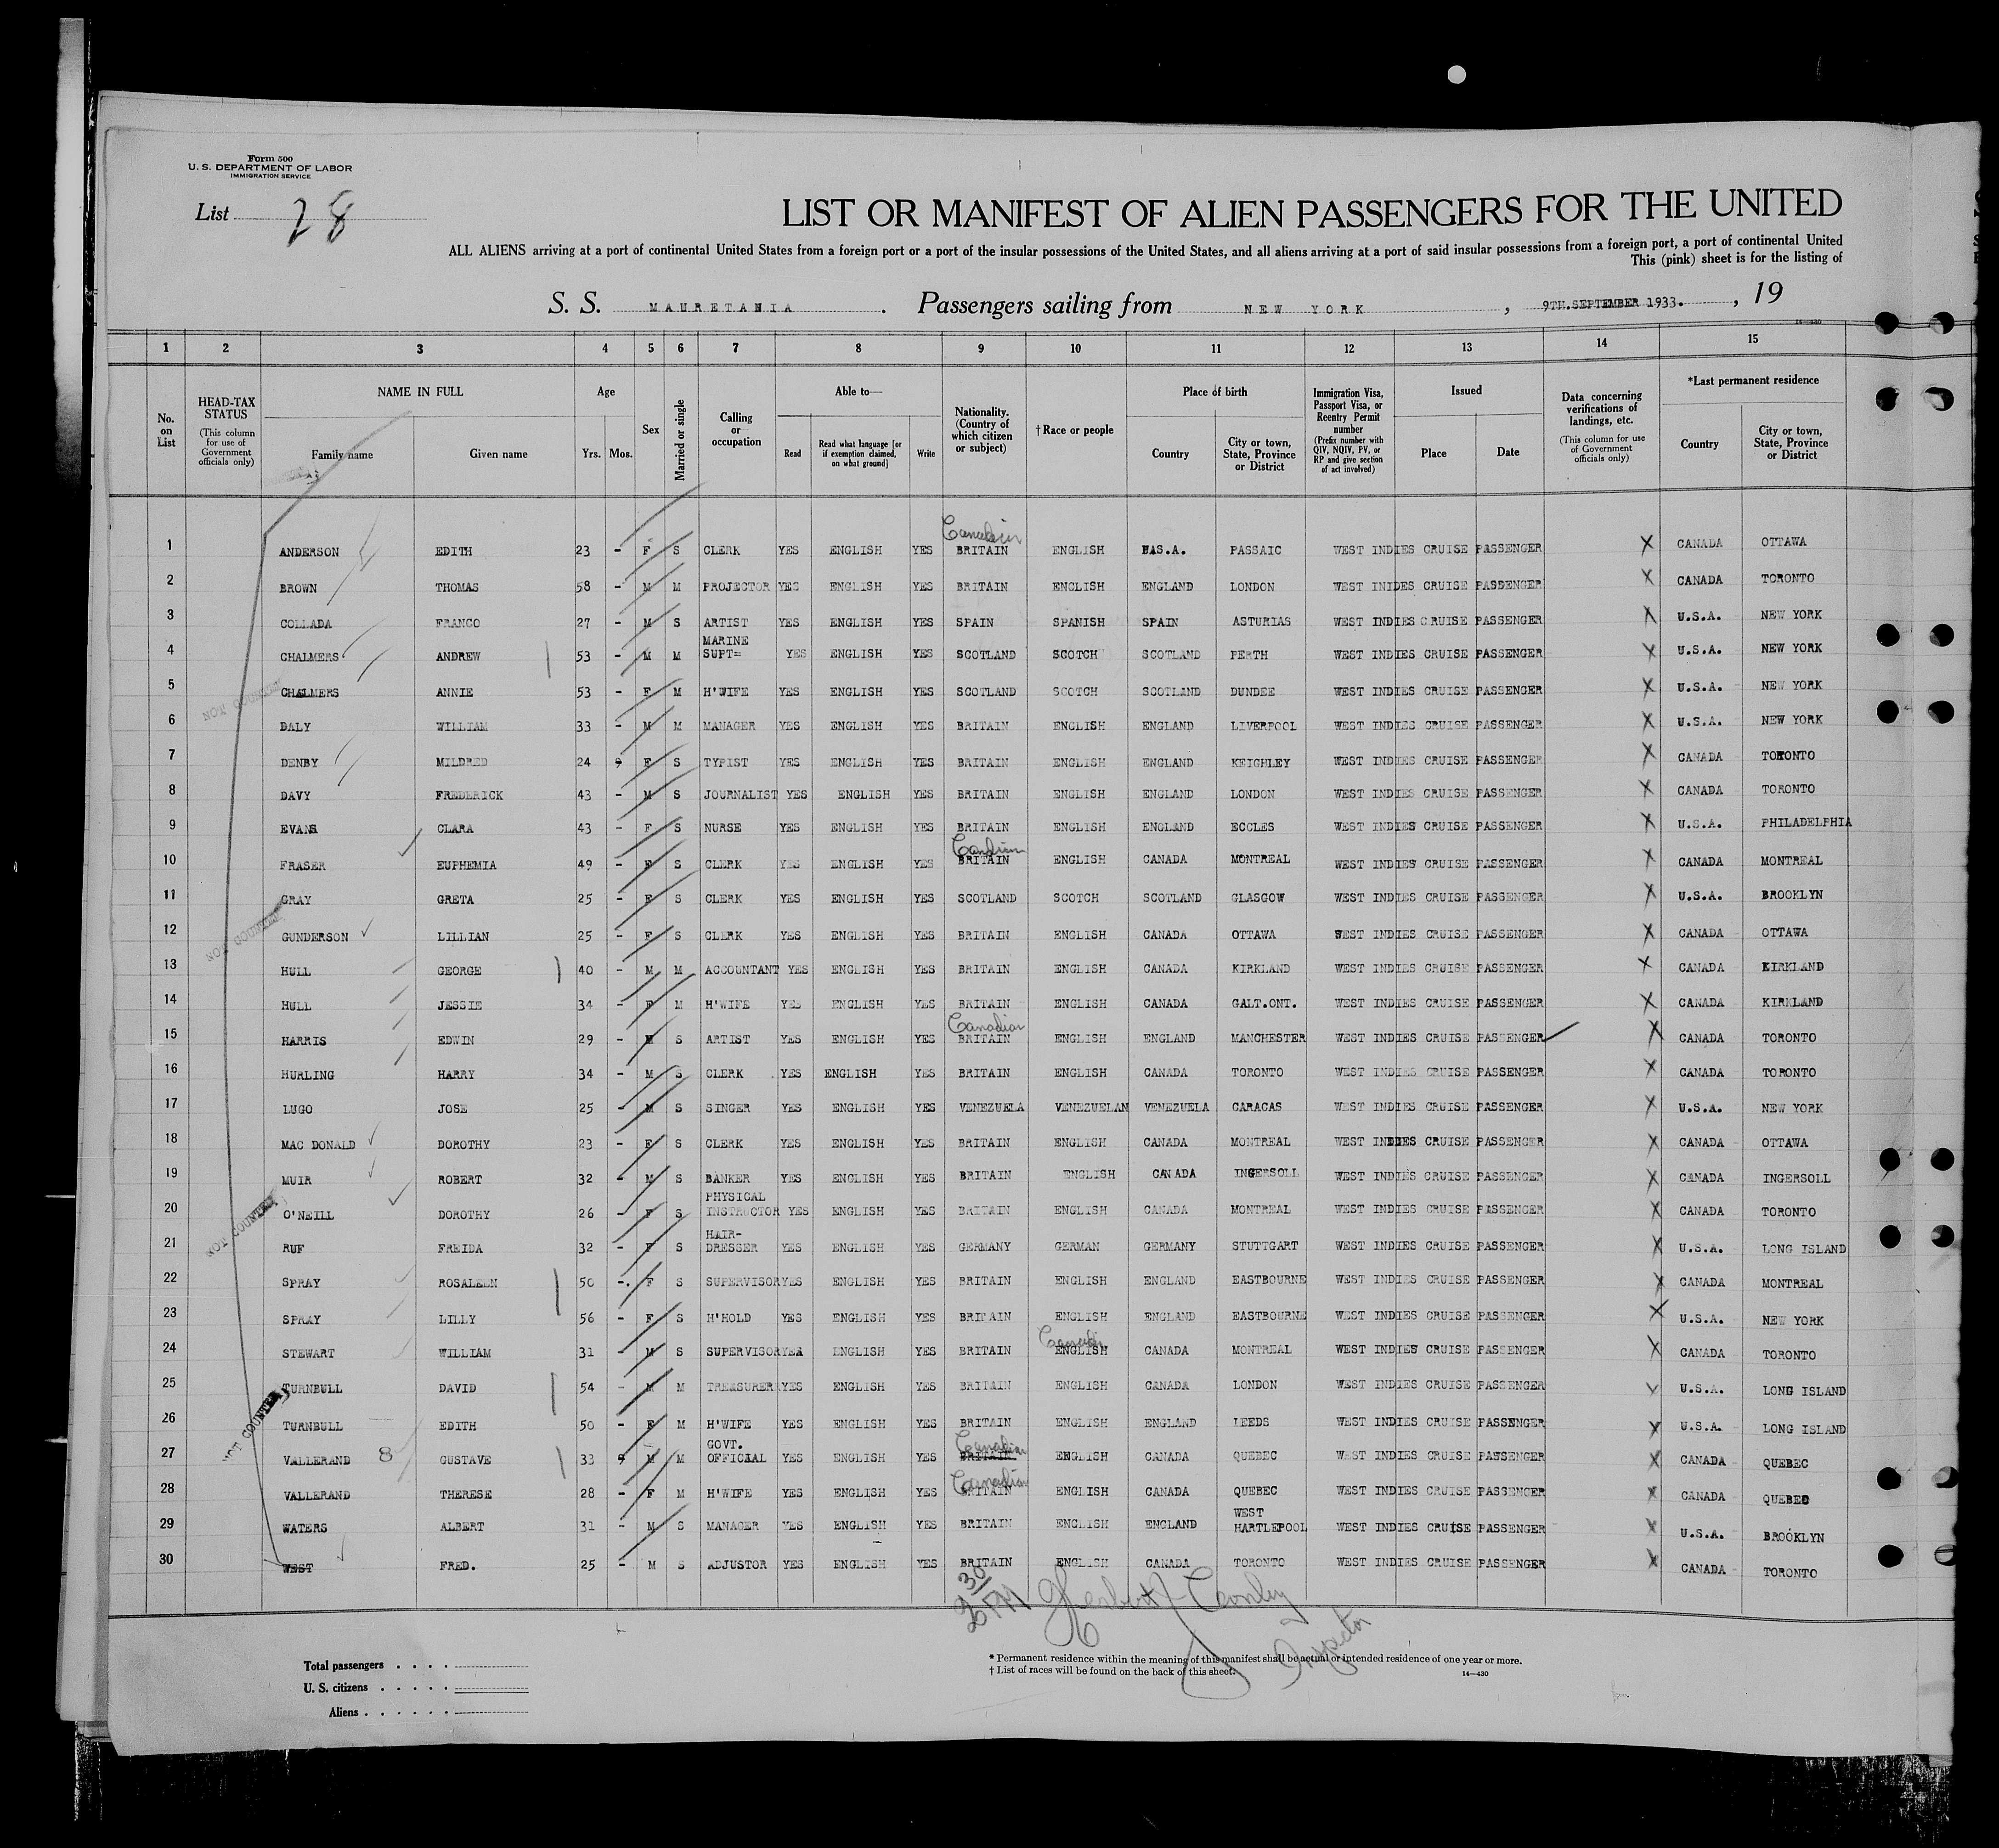 Form 500
U. S. DEPARTMENT OF LABOR
IMMIGRATION SERVICE
List 28
LIST OR MANIFEST OF ALIEN PASSENGERS FOR THE UNITED
ALL ALIENS arriving at a port of continental United States from a foreign port or a port of the insular possessions of the United States, and all aliens arriving at a port of said insular possessions from a foreign port, a port of continental United
This (pink) sheet is for the listing of
S. S. MAURETANIA. Passengers sailing from NEW YORK, 9TH.SEPTEMBER 1933., 19
14—430
1 2 3 4 5 6 7 8 9 10 11 12 13 14 15
No. on List
HEAD-TAX STATUS (This column for use of Government officials only)
NAME IN FULL
Family name Given name
Age
Yrs. Mos.
Sex
Married or single
Calling or occupation
Able to—
Read Read what language [or if exemption claimed, on what ground] Write
Nationality. (Country of which citizen or subject)
†Race or people
Place of birth
Country City or town, State, Province or District
Immigration Visa, Passport Visa, or Reentry Permit number (Prefix number with QIV, NQIV, PV, or RP and give section of act involved)
Issued
Place Date
Data concerning verifications of landings, etc. (This column for use of Government officials only)
*Last permanent residence
Country City or town, State, Province or District
Canadian
1 ANDERSON EDITH 23 - F S CLERK YES ENGLISH YES BRITAIN ENGLISH U.S.A. PASSAIC WEST INDIES CRUISE PASSENGER X CANADA OTTAWA
2 BROWN THOMAS 58 - M M PROJECTOR YES ENGLISH YES BRITAIN ENGLISH ENGLAND LONDON WEST INIDES CRUISE PASSENGER X CANADA TORONTO
3 COLLADA FRANCO 27 - M S ARTIST YES ENGLISH YES SPAIN SPANISH SPAIN ASTURIAS WEST INDIES CRUISE PASSENGER X U.S.A. NEW YORK
4 CHALMERS ANDREW 53 - M M MARINE SUPT= YES ENGLISH YES SCOTLAND SCOTCH SCOTLAND PERTH WEST INDIES CRUISE PASSENGER X U.S.A. NEW YORK
5 CHALMERS ANNIE 53 - F M H'WIFE YES ENGLISH YES SCOTLAND SCOTCH SCOTLAND DUNDEE WEST INDIES CRUISE PASSENGER X U.S.A. NEW YORK
NON COUNTED
6 DALY WILLIAM 33 - M M MANAGER YES ENGLISH YES BRITAIN ENGLISH ENGLAND LIVERPOOL WEST INDIES CRUISE PASSENGER X U.S.A. NEW YORK
7 DENBY MILDRED 24 9 F S TYPIST YES ENGLISH YES BRITAIN ENGLISH ENGLAND KEIGHLEY WEST INDIES CRUISE PASSENGER X CANADA TORONTO
8 DAVY FREDERICK 43 - M S JOURNALIST YES ENGLISH YES BRITAIN ENGLISH ENGLAND LONDON WEST INDIES CRUISE PASSENGER X CANADA TORONTO
9 EVANS CLARA 43 - F S NURSE YES ENGLISH YES BRITAIN ENGLISH ENGLAND ECCLES WEST INDIES CRUISE PASSENGER X U.S.A. PHILADELPHIA
10 FRASER EUPHEMIA 49 - F S CLERK YES ENGLISH YES BRITAIN ENGLISH CANADA MONTREAL WEST INDIES CRUISE PASSENGER X CANADA MONTREAL
11 GRAY GRETA 25 - F S CLERK YES ENGLISH YES SCOTLAND SCOTCH SCOTLAND GLASGOW WEST INDIES CRUISE PASSENGER X U.S.A. BROOKLYN
NOT COUNTED
12 GUNDERSON LILLIAN 25 - F S CLERK YES ENGLISH YES BRITAIN ENGLISH CANADA OTTAWA WEST INDIES CRUISE PASSENGER X CANADA OTTAWA
13 HULL GEORGE 40 - M M ACCOUNTANT YES ENGLISH YES BRITAIN ENGLISH CANADA KIRKLAND WEST INDIES CRUISE PASSENGER X CANADA KIRKLAND
14 HULL JESSIE 34 - F M H'WIFE YES ENGLISH YES BRITAIN ENGLISH CANADA GALT.ONT. WEST INDIES CRUISE PASSENGER X CANADA KIRKLAND
Canadian
15 HARRIS EDWIN 29 - M S ARTIST YES ENGLISH YES BRITAIN ENGLISH ENGLAND MANCHESTER WEST INDIES CRUISE PASSENGER X CANADA TORONTO
16 HURLING HARRY 34 - M S CLERK YES ENGLISH YES BRITAIN ENGLISH CANADA TORONTO WEST INDIES CRUISE PASSENGER X CANADA TORONTO
17 LUGO JOSE 25 - M S SINGER YES ENGLISH YES VENEZUELA VENEZUELAN VENEZUELA CARACAS WEST INDIES CRUISE PASSENGER X U.S.A. NEW YORK
18 MAC DONALD DOROTHY 23 - F S CLERK YES ENGLISH YES BRITAIN ENGLISH CANADA MONTREAL WEST INDIES CRUISE PASSENGER X CANADA OTTAWA
19 MUIR ROBERT 32 - M S BANKER YES ENGLISH YES BRITAIN ENGLISH CANADA INGERSOLL WEST INDIES CRUISE PASSENGER X CANADA INGERSOLL
20 O'NEILL DOROTHY 26 - F S PHYSICAL INSTRUCTOR YES ENGLISH YES BRITAIN ENGLISH CANADA MONTREAL WEST INDIES CRUISE PASSENGER X CANADA TORONTO
NOT COUNTED
21 RUF FREIDA 32 - F S HAIR-DRESSER YES ENGLISH YES GERMANY GERMAN GERMANY STUTTGART WEST INDIES CRUISE PASSENGER X U.S.A. LONG ISLAND
22 SPRAY ROSALEEN 50 -. F S SUPERVISOR YES ENGLISH YES BRITAIN ENGLISH ENGLAND EASTBOURNE WEST INDIES CRUISE PASSENGER X CANADA MONTREAL
23 SPRAY LILLY 56 - F S H'HOLD YES ENGLISH YES BRITAIN ENGLISH ENGLAND EASTBOURNE WEST INDIES CRUISE PASSENGER X U.S.A. NEW YORK
24 STEWART WILLIAM 31 - M S SUPERVISOR YEA ENGLISH YES BRITAIN ENGLISH CANADA MONTREAL WEST INDIES CRUISE PASSENGER X CANADA TORONTO
25 TURNBULL DAVID 54 - M M TREASURER YES ENGLISH YES BRITAIN ENGLISH CANADA LONDON WEST INDIES CRUISE PASSENGER X U.S.A. LONG ISLAND
NOT COUNTED
26 TURNBULL EDITH 50 - F M H'WIFE YES ENGLISH YES BRITAIN ENGLISH ENGLAND LEEDS WEST INDIES CRUISE PASSENGER X U.S.A. LONG ISLAND
Canadian
27 VALLERAND 8 GUSTAVE 33 9 M M GOVT. OFFICIAL YES ENGLISH YES BRITAIN ENGLISH CANADA QUEBEC WEST INDIES CRUISE PASSENGER X CANADA QUEBEC
Canadian
28 VALLERAND THERESE 28 - F M H'WIFE YES ENGLISH YES BRITAIN ENGLISH CANADA QUEBEC WEST INDIES CRUISE PASSENGER X CANADA QUEBEC
29 WATERS ALBERT 31 - M S MANAGER YES ENGLISH YES BRITAIN ENGLISH ENGLAND WEST HARTLEPOOL WEST INDIES CRUISE PASSENGER X U.S.A. BROOKLYN
30 WEST FRED. 25 - M S ADJUSTOR YES ENGLISH YES BRITAIN ENGLISH CANADA TORONTO WEST INDIES CRUISE PASSENGER X CANADA TORONTO
Inspector
Total passengers
U. S. citizens
Aliens
* Permanent residence within the meaning of this manifest shall be actual or intended residence of one year or more.
† List of races will be found on the back of this sheet.
14—430